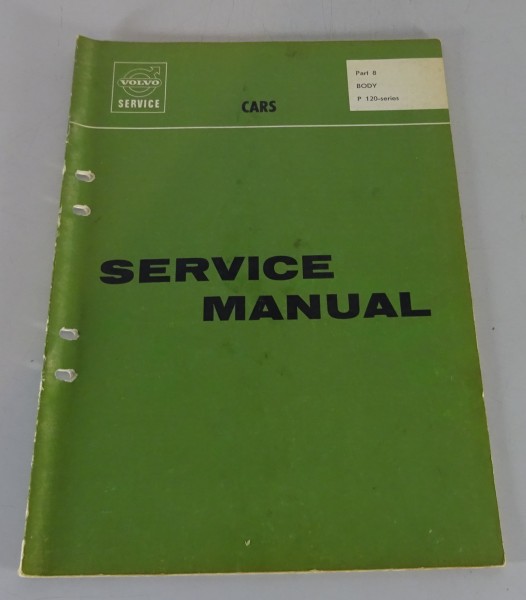 VOLVO
SERVICE
CARS
Part 8
BODY
P 120-series
SERVICE
MANUAL